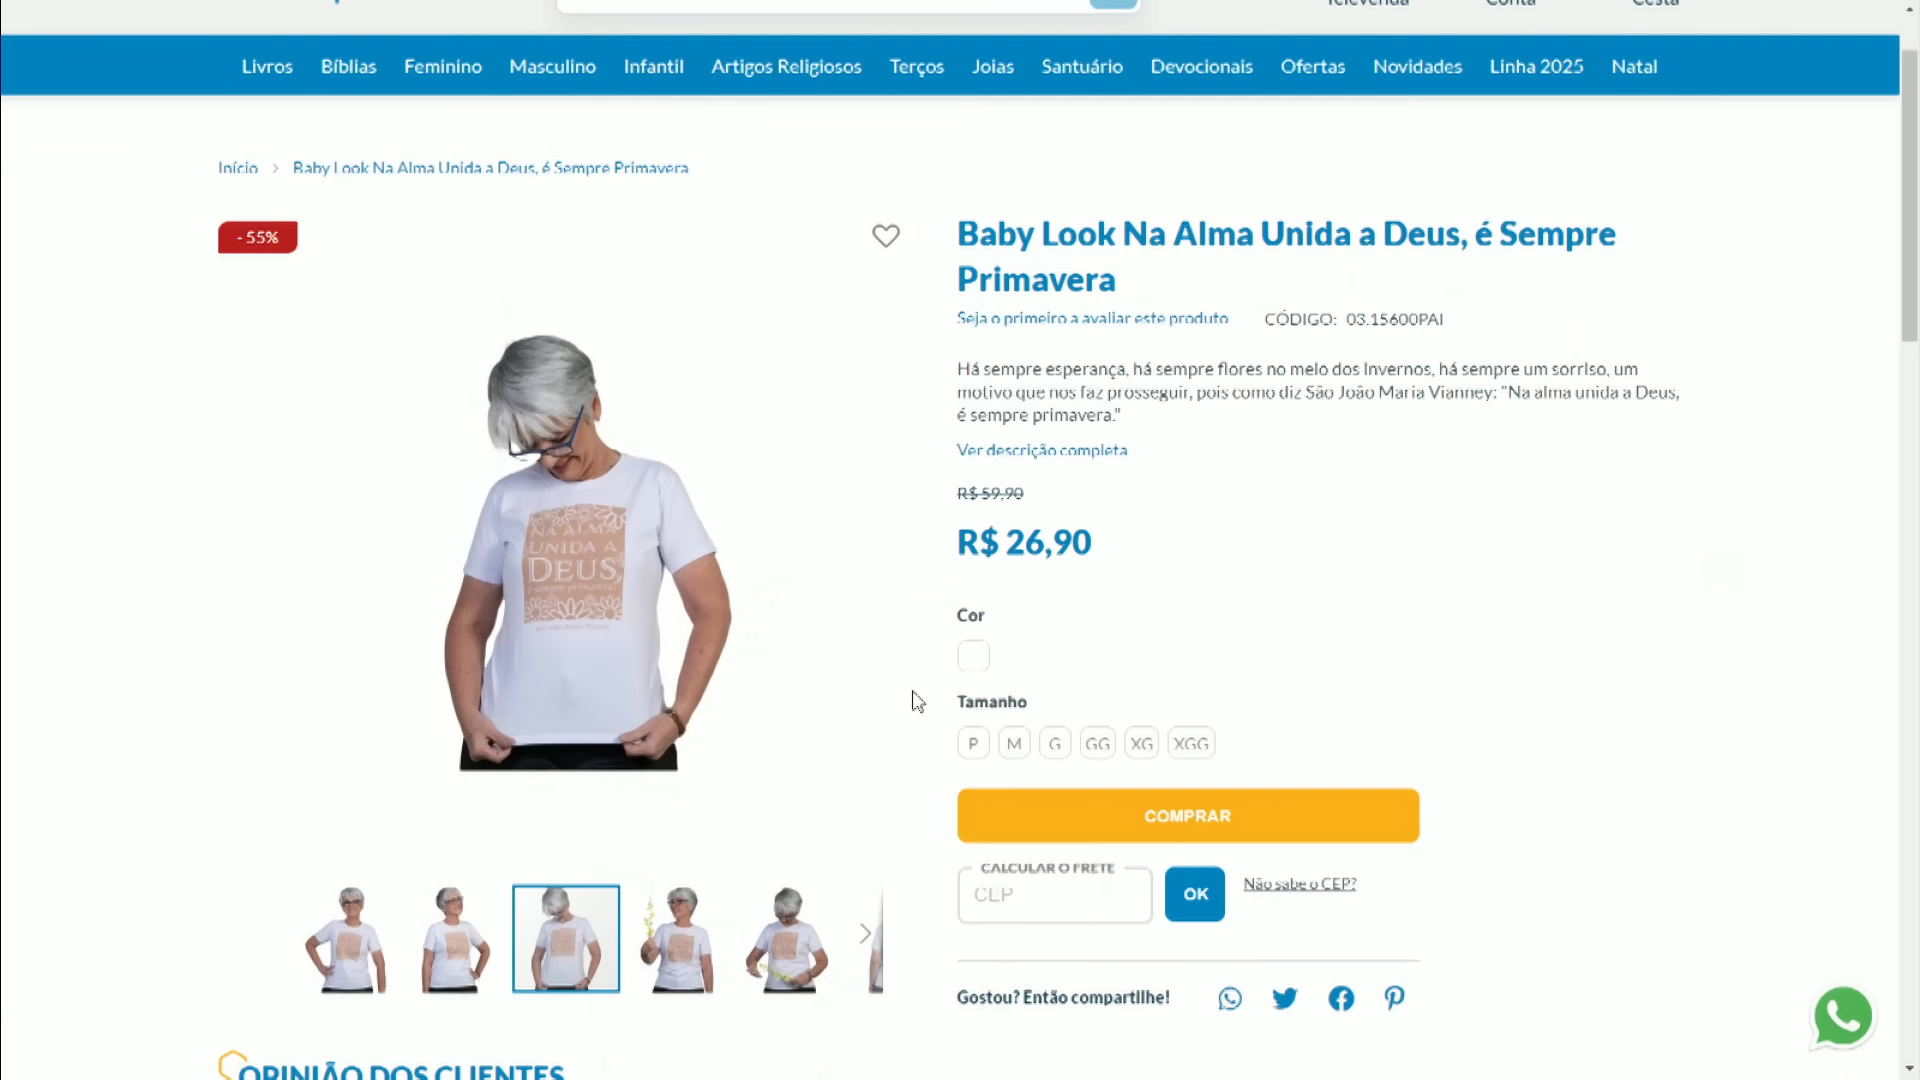 Televenda Conta Cesta
Livros Bíblias Feminino Masculino Infantil Artigos Religiosos Terços Joias Santuário Devocionais Ofertas Novidades Linha 2025 Natal
Início > Baby Look Na Alma Unida a Deus, é Sempre Primavera
- 55%
Baby Look Na Alma Unida a Deus, é Sempre
Primavera
Seja o primeiro a avaliar este produto CÓDIGO: 03.15600PAI
Há sempre esperança, há sempre flores no meio dos Invernos, há sempre um sorriso, um
motivo que nos faz prosseguir, pois como diz São João Maria Vianney: "Na alma unida a Deus,
é sempre primavera."
Ver descrição completa
R$ 59,90
R$ 26,90
NA ALMA
UNIDA A
DEUS,
é sempre primavera!
Cor
Tamanho
P M G GG XG XGG
COMPRAR
CALCULAR O FRETE
CEP OK Não sabe o CEP?
Gostou? Então compartilhe!
OPINIÃO DOS CLIENTES